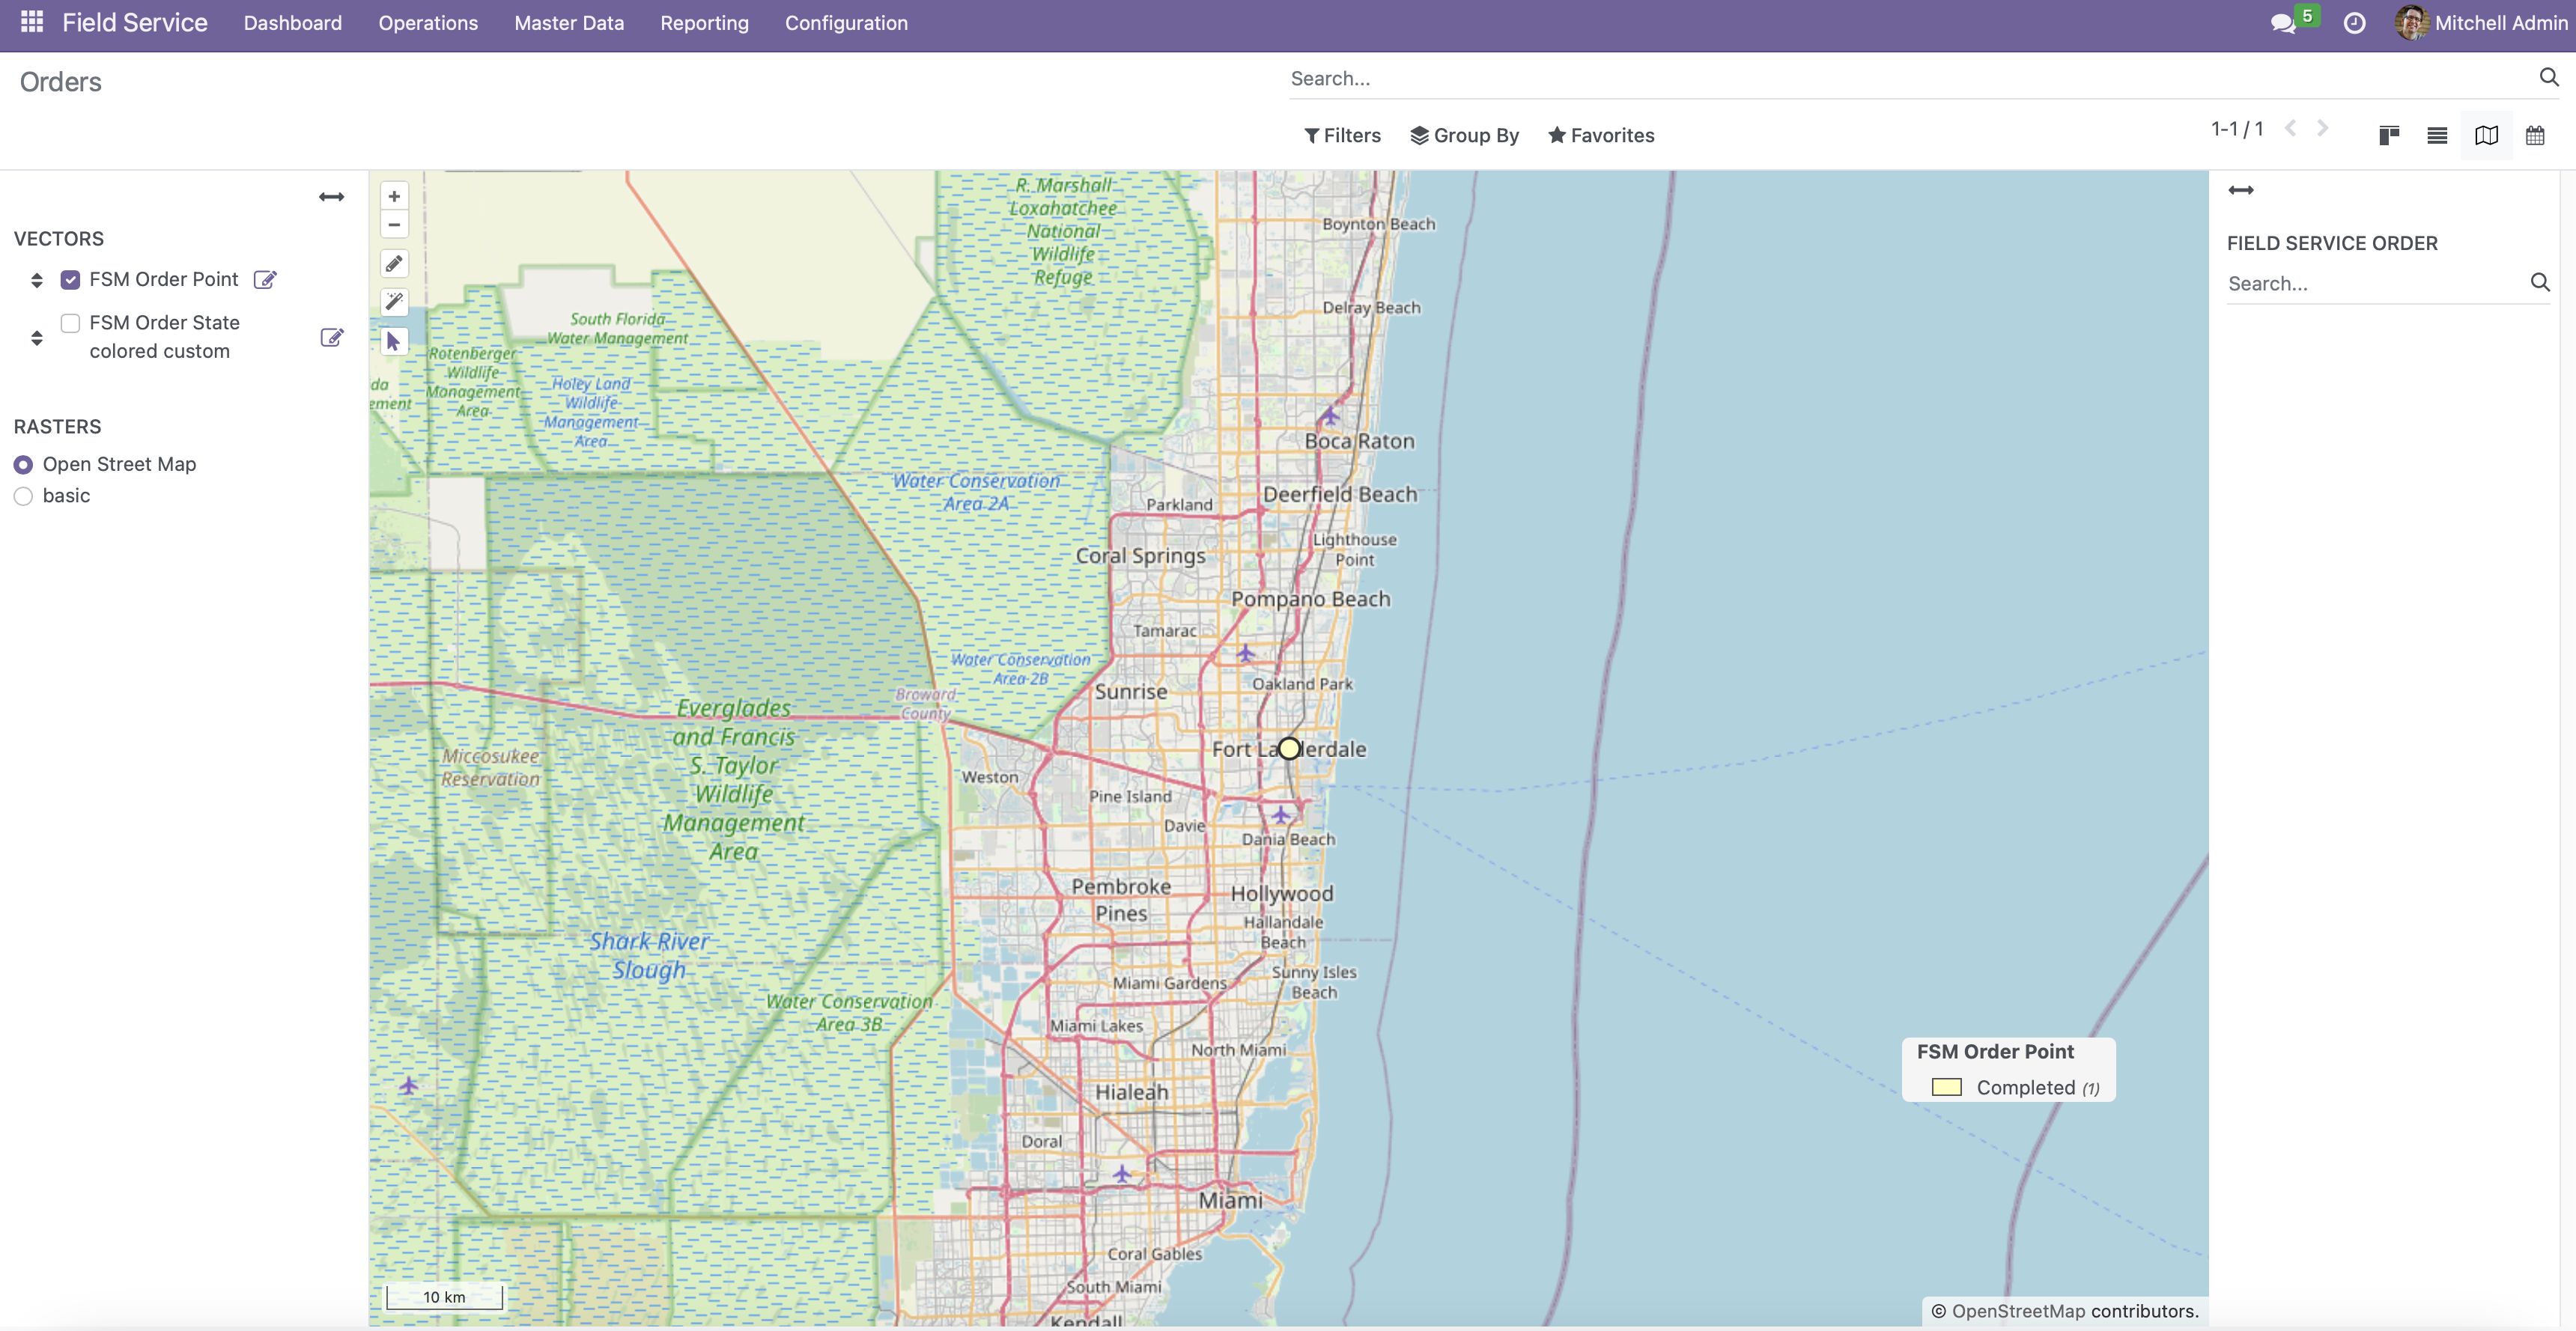 Field Service
Dashboard
Operations
Master Data
Reporting
Configuration
5
Mitchell Admin
Orders
Search...
Filters
Group By
Favorites
1-1 / 1
VECTORS
FSM Order Point
FSM Order State
colored custom
RASTERS
Open Street Map
basic
+
−
R. Marshall
Loxahatchee
National
Wildlife
Refuge
Boynton Beach
Delray Beach
South Florida
Water Management
Rotenberger
Wildlife
Management
Area
Holey Land
Wildlife
Management
Area
da
ement
Boca Raton
Water Conservation
Area 2A
Deerfield Beach
Parkland
Lighthouse
Point
Coral Springs
Pompano Beach
Tamarac
Water Conservation
Area 2B
Oakland Park
Sunrise
Broward
County
Everglades
and Francis
S. Taylor
Wildlife
Management
Area
Miccosukee
Reservation
Fort La derdale
Weston
Pine Island
Davie
Dania Beach
Pembroke
Pines
Hollywood
Hallandale
Beach
Shark River
Slough
Sunny Isles
Beach
Miami Gardens
Water Conservation
Area 3B
Miami Lakes
North Miami
Hialeah
Doral
Miami
Coral Gables
South Miami
Kendall
10 km
FSM Order Point
Completed (1)
© OpenStreetMap contributors.
FIELD SERVICE ORDER
Search...